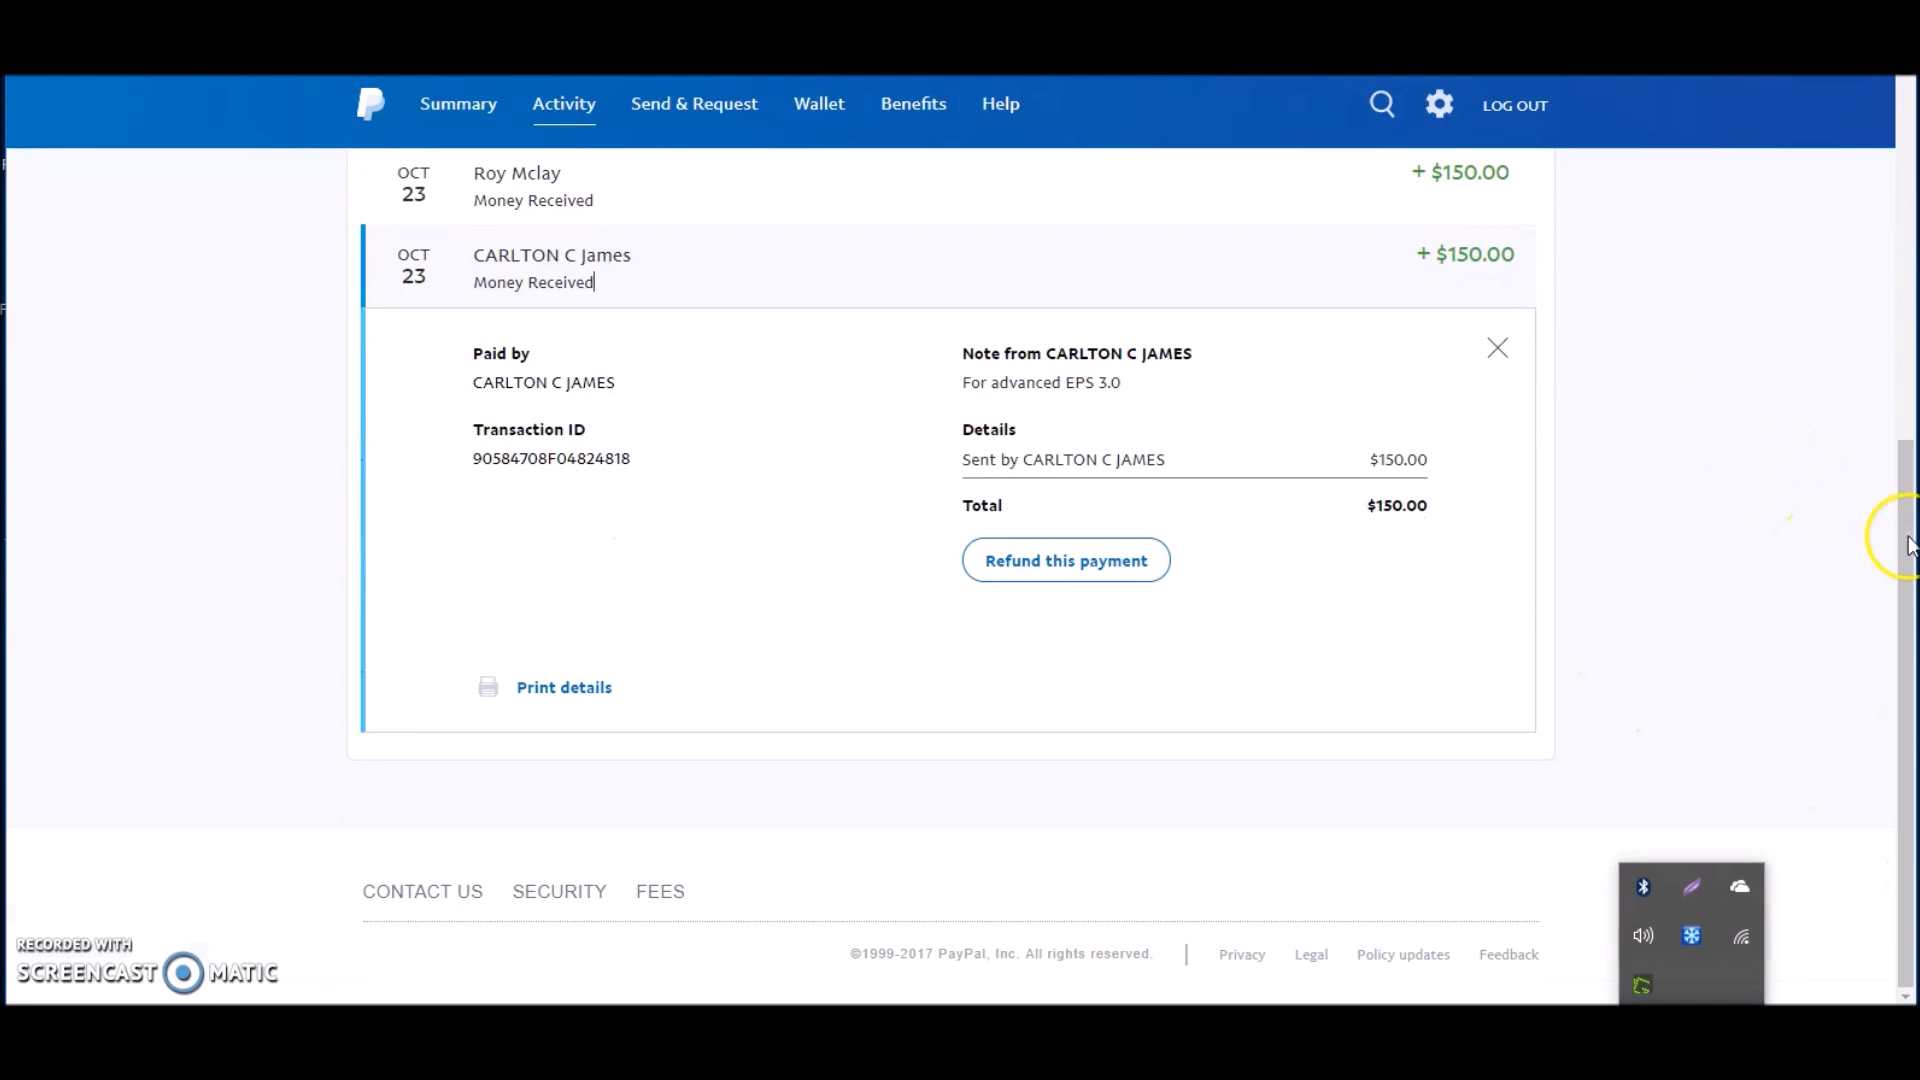 Summary Activity Send & Request Wallet Benefits Help LOG OUT
OCT 23 Roy Mclay + $150.00
Money Received
OCT 23 CARLTON C James + $150.00
Money Received
Paid by
CARLTON C JAMES
Transaction ID
90584708F04824818
Note from CARLTON C JAMES
For advanced EPS 3.0
Details
Sent by CARLTON C JAMES $150.00
Total $150.00
Refund this payment
Print details
CONTACT US SECURITY FEES
©1999-2017 PayPal, Inc. All rights reserved. | Privacy Legal Policy updates Feedback
RECORDED WITH
SCREENCAST MATIC